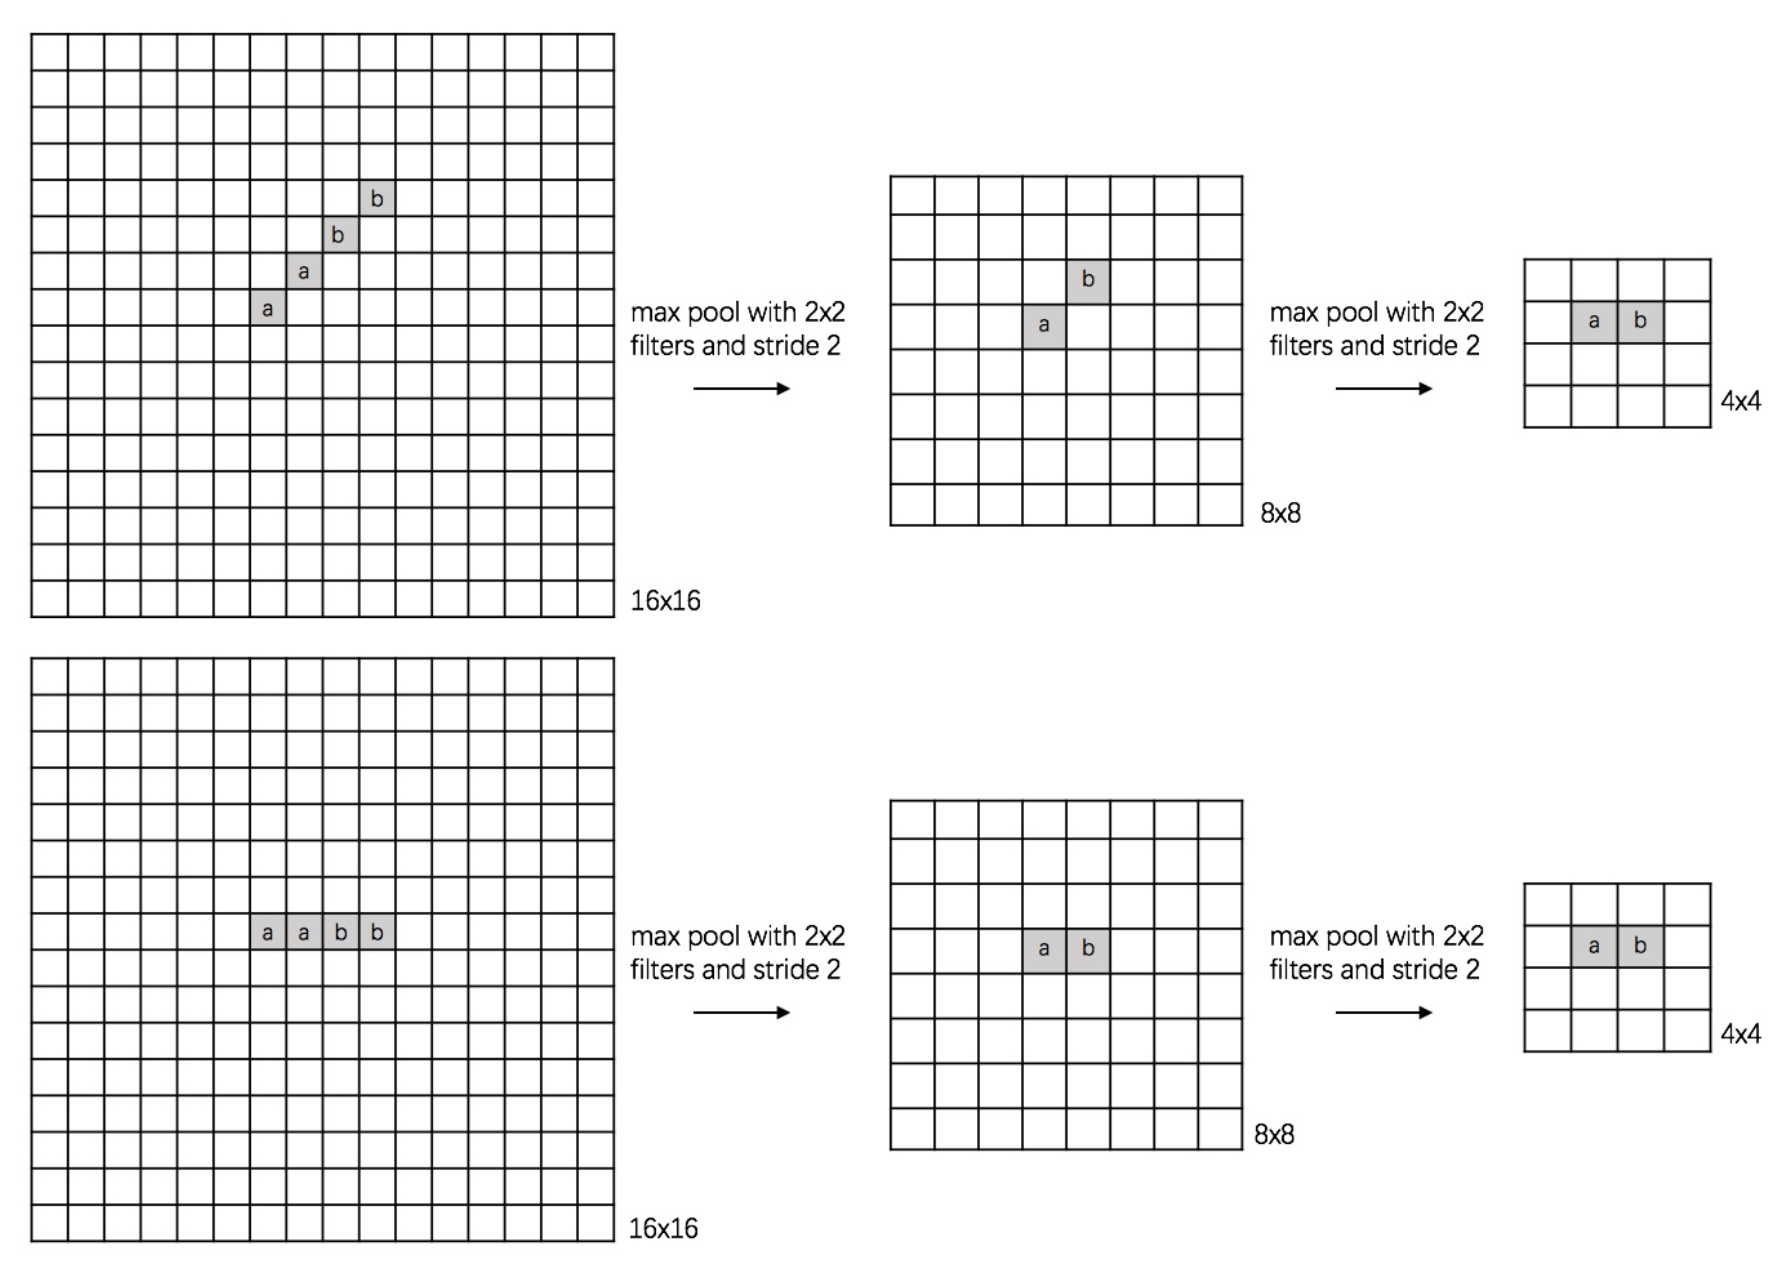 b
b
a
a
max pool with 2x2
filters and stride 2
16x16
b
a
8x8
max pool with 2x2
filters and stride 2
a b
4x4
a a b b
max pool with 2x2
filters and stride 2
16x16
a b
8x8
max pool with 2x2
filters and stride 2
a b
4x4